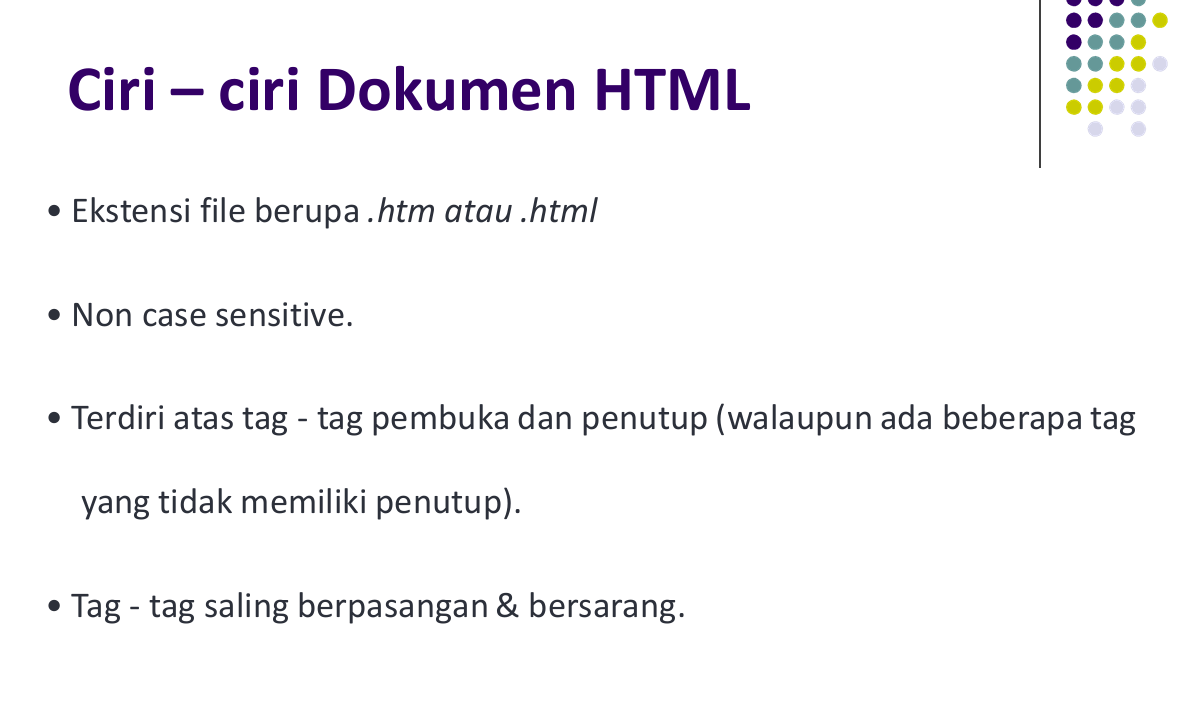 Ciri – ciri Dokumen HTML
• Ekstensi file berupa .htm atau .html
• Non case sensitive.
• Terdiri atas tag - tag pembuka dan penutup (walaupun ada beberapa tag
yang tidak memiliki penutup).
• Tag - tag saling berpasangan & bersarang.